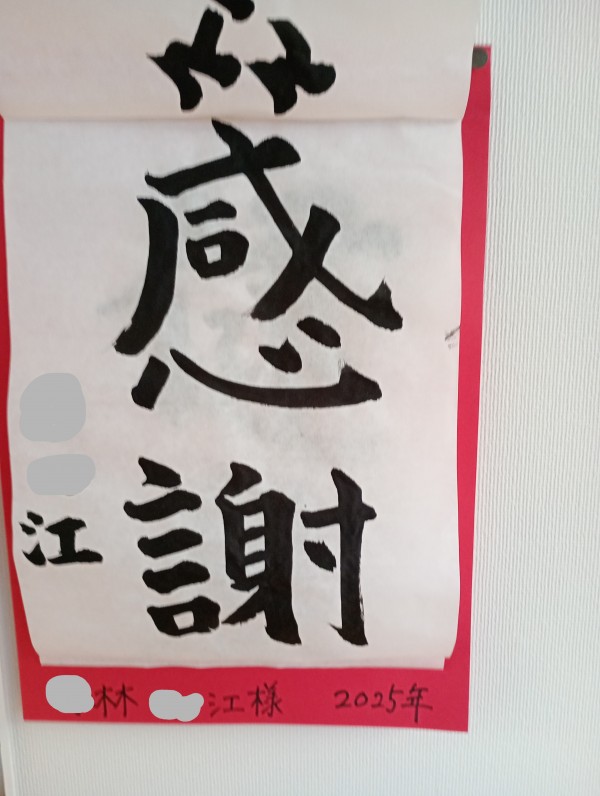 感謝
江
林 江様 2025年